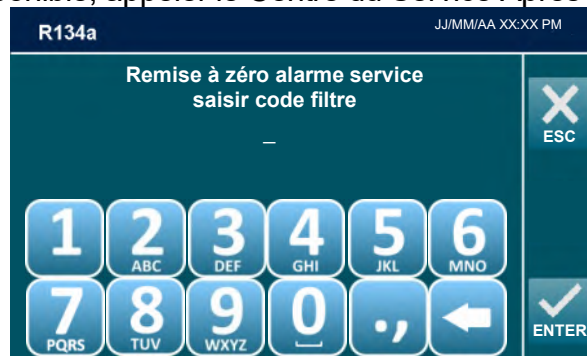 R134a JJ/MM/AA XX:XX PM
Remise à zéro alarme service
saisir code filtre
_
ESC
1 2 3 4 5 6
ABC DEF GHI JKL MNO
7 8 9 0 .,
PQRS TUV WXYZ
ENTER